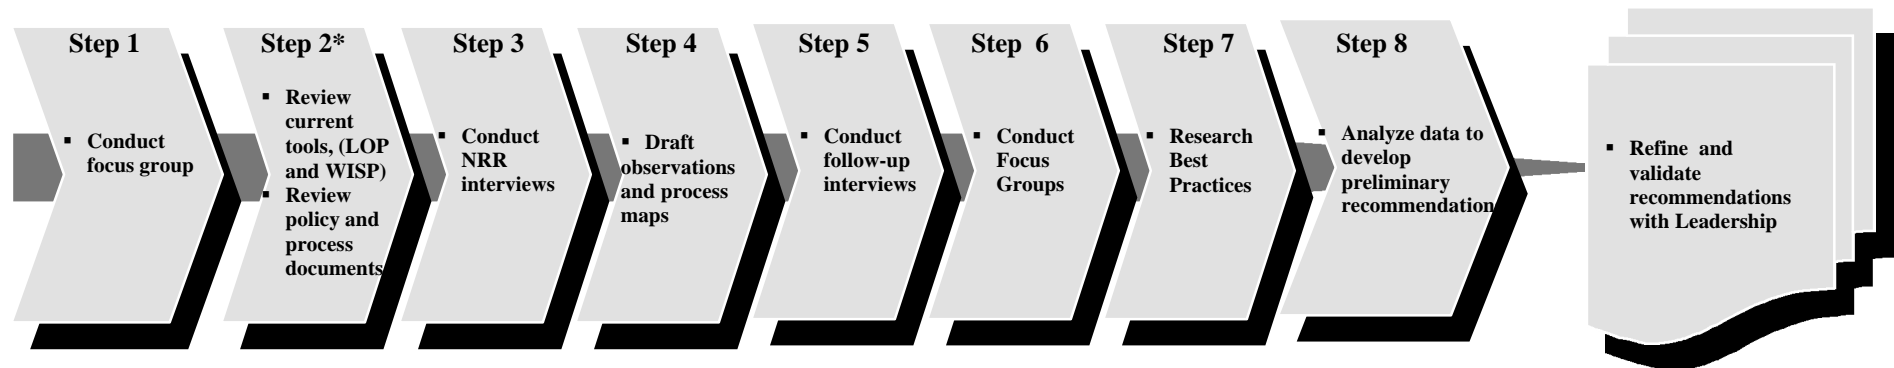 Step 1
▪ Conduct
focus group
Step 2*
▪ Review
current
tools, (LOP
and WISP)
▪ Review
policy and
process
documents
Step 3
▪ Conduct
NRR
interviews
Step 4
▪ Draft
observations
and process
maps
Step 5
▪ Conduct
follow-up
interviews
Step 6
▪ Conduct
Focus
Groups
Step 7
▪ Research
Best
Practices
Step 8
▪ Analyze data to
develop
preliminary
recommendation
▪ Refine and
validate
recommendations
with Leadership